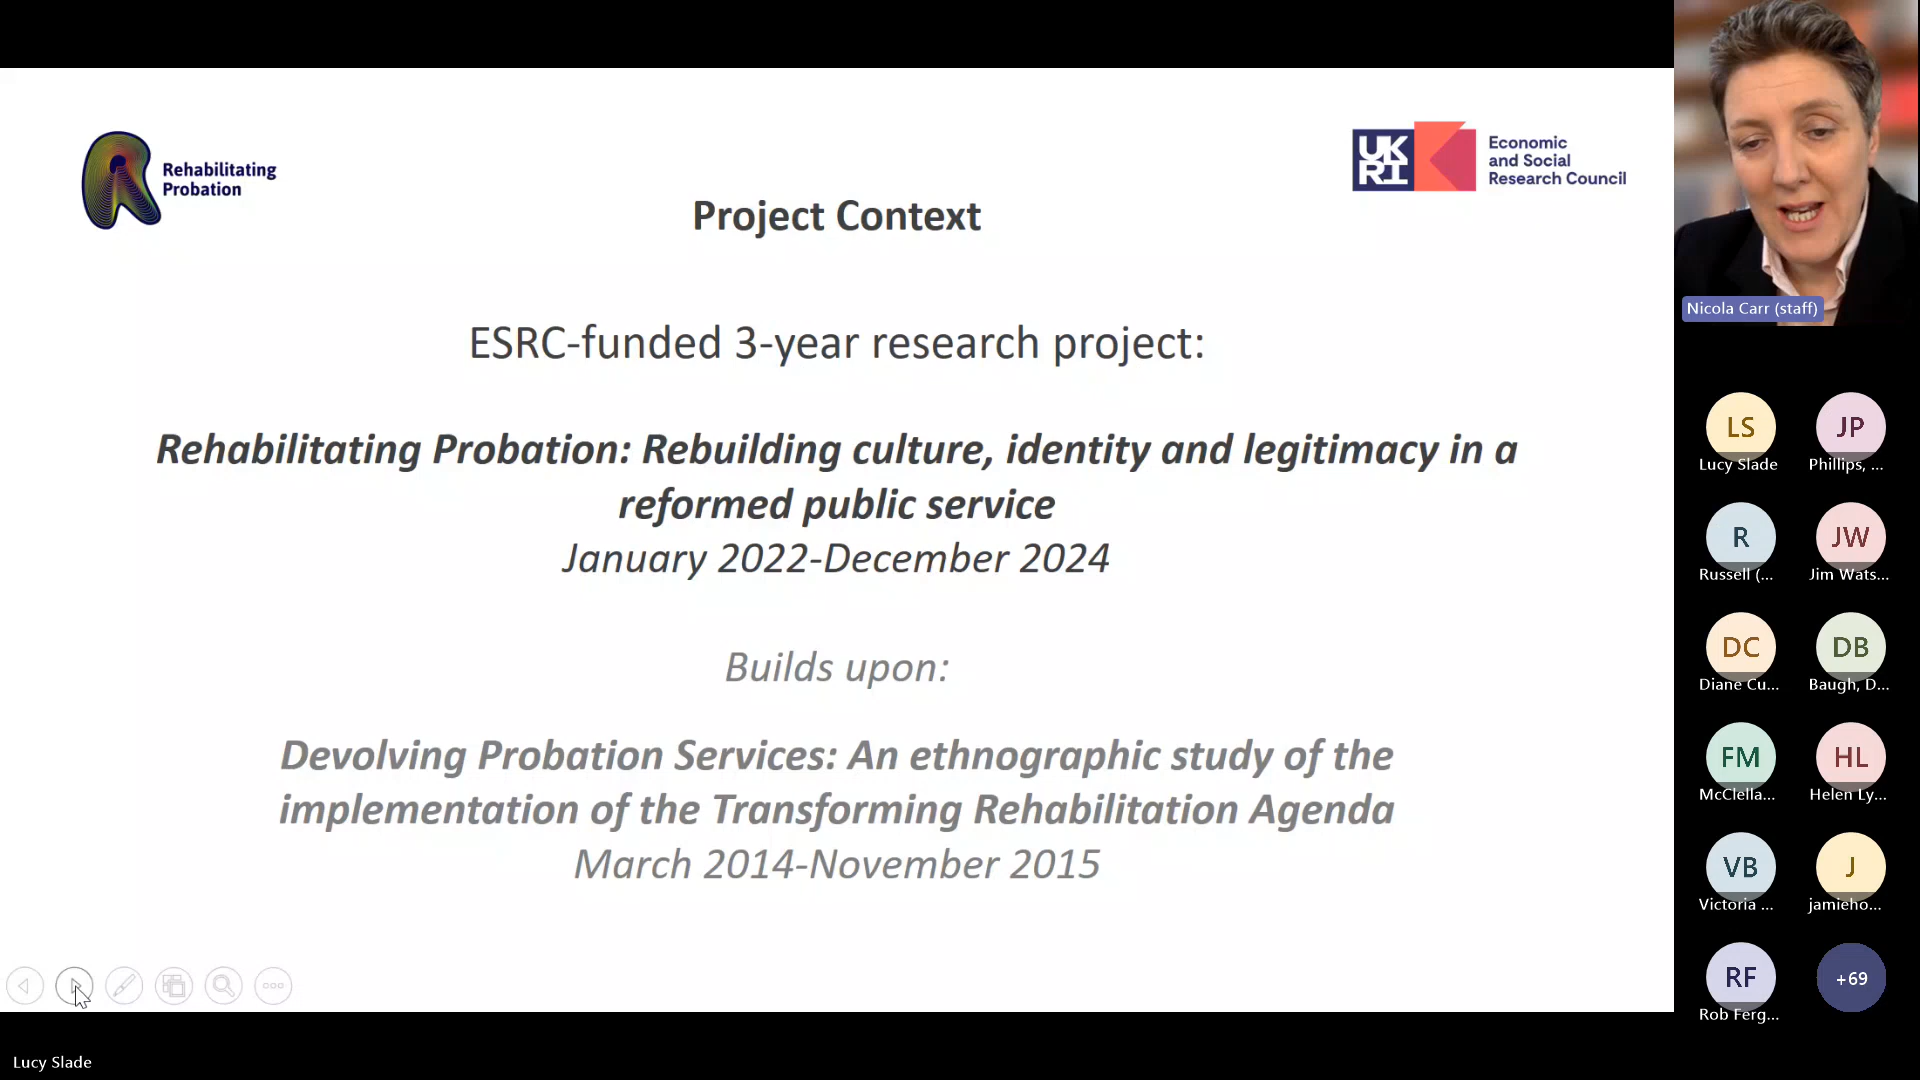 Rehabilitating
Probation
UK
RI
Economic
and Social
Research Council
Project Context
ESRC-funded 3-year research project:
Rehabilitating Probation: Rebuilding culture, identity and legitimacy in a
reformed public service
January 2022-December 2024
Builds upon:
Devolving Probation Services: An ethnographic study of the
implementation of the Transforming Rehabilitation Agenda
March 2014-November 2015
Nicola Carr (staff)
LS
JP
Lucy Slade
Phillips, ...
R
JW
Russell (...
Jim Wats...
DC
DB
Diane Cu...
Baugh, D...
FM
HL
McClella...
Helen Ly...
VB
J
Victoria ...
jamieho...
RF
+69
Rob Ferg...
Lucy Slade